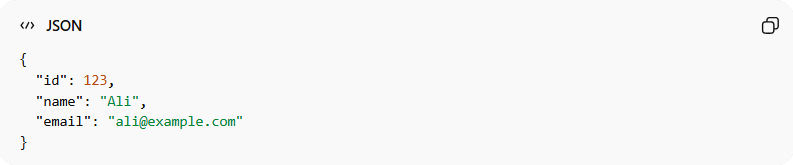 JSON
{
  "id": 123,
  "name": "Ali",
  "email": "ali@example.com"
}